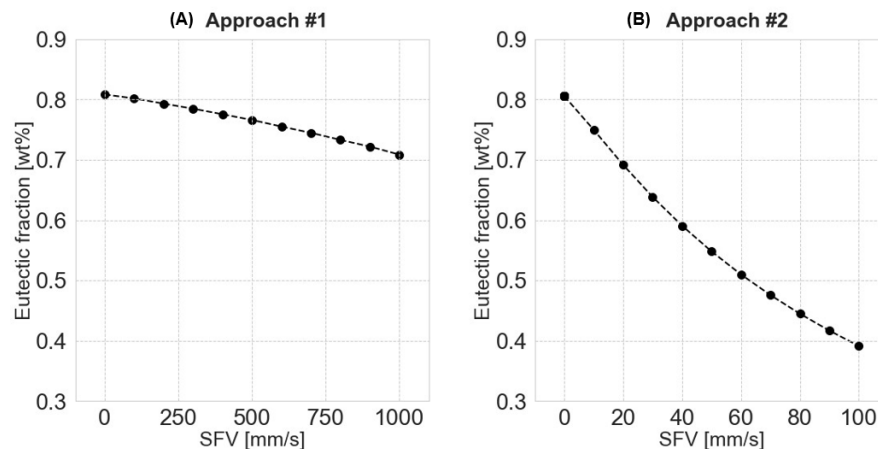 (A) Approach #1
Eutectic fraction [wt%]
0.9
0.8
0.7
0.6
0.5
0.4
0.3
0 250 500 750 1000
SFV [mm/s]
(B) Approach #2
Eutectic fraction [wt%]
0.9
0.8
0.7
0.6
0.5
0.4
0.3
0 20 40 60 80 100
SFV [mm/s]